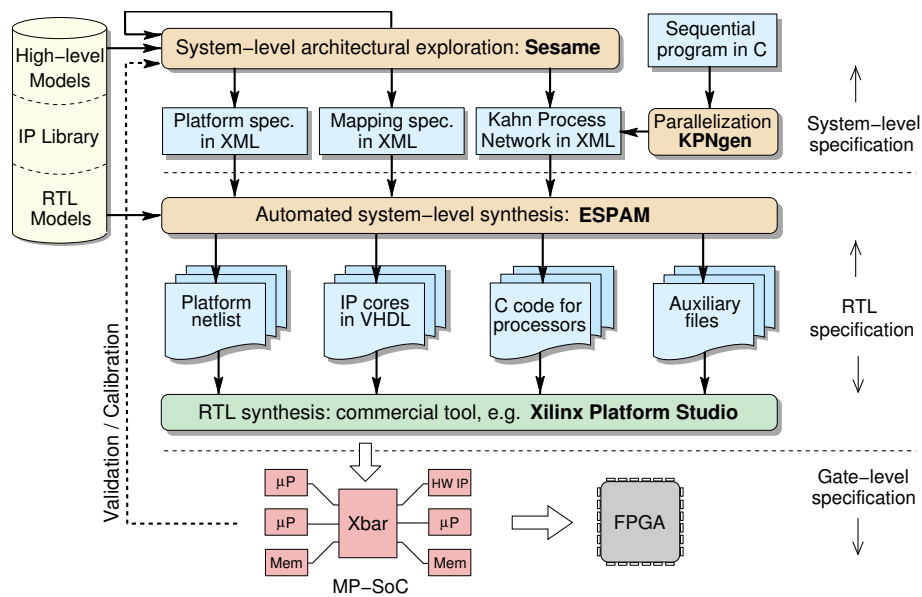 High−level
Models
IP Library
RTL
Models
System−level architectural exploration: Sesame
Sequential
program in C
Platform spec.
in XML
Mapping spec.
in XML
Kahn Process
Network in XML
Parallelization
KPNgen
System−level
specification
Automated system−level synthesis: ESPAM
Platform
netlist
IP cores
in VHDL
C code for
processors
Auxiliary
files
RTL
specification
RTL synthesis: commercial tool, e.g. Xilinx Platform Studio
Validation / Calibration
μP
μP
Mem
Xbar
HW IP
μP
Mem
MP−SoC
FPGA
Gate−level
specification